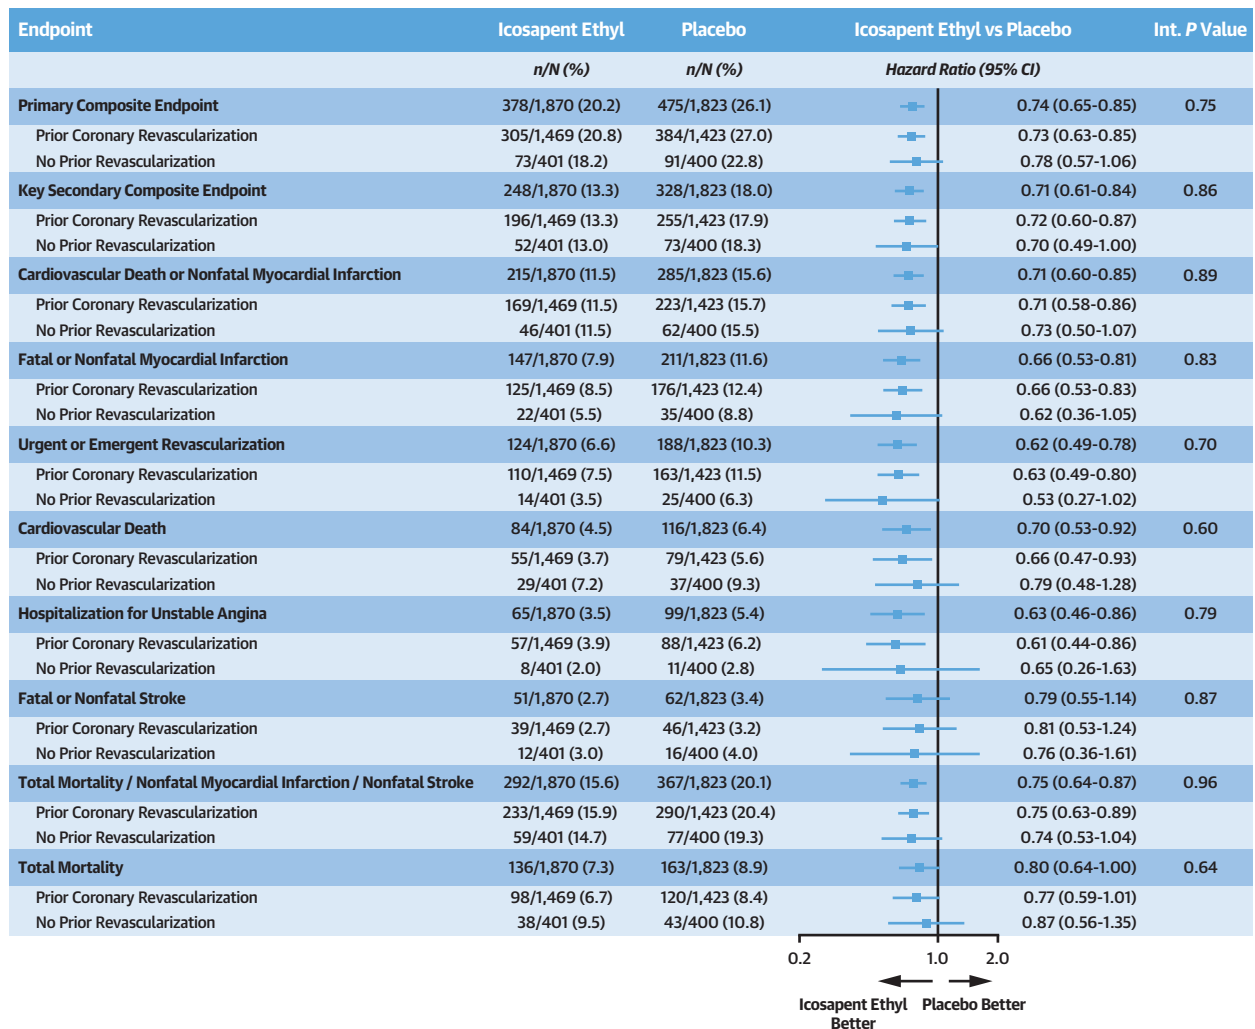 Endpoint Icosapent Ethyl Placebo Icosapent Ethyl vs Placebo Int. P Value
n/N (%) n/N (%) Hazard Ratio (95% CI)
Primary Composite Endpoint 378/1,870 (20.2) 475/1,823 (26.1) 0.74 (0.65-0.85) 0.75
Prior Coronary Revascularization 305/1,469 (20.8) 384/1,423 (27.0) 0.73 (0.63-0.85)
No Prior Revascularization 73/401 (18.2) 91/400 (22.8) 0.78 (0.57-1.06)
Key Secondary Composite Endpoint 248/1,870 (13.3) 328/1,823 (18.0) 0.71 (0.61-0.84) 0.86
Prior Coronary Revascularization 196/1,469 (13.3) 255/1,423 (17.9) 0.72 (0.60-0.87)
No Prior Revascularization 52/401 (13.0) 73/400 (18.3) 0.70 (0.49-1.00)
Cardiovascular Death or Nonfatal Myocardial Infarction 215/1,870 (11.5) 285/1,823 (15.6) 0.71 (0.60-0.85) 0.89
Prior Coronary Revascularization 169/1,469 (11.5) 223/1,423 (15.7) 0.71 (0.58-0.86)
No Prior Revascularization 46/401 (11.5) 62/400 (15.5) 0.73 (0.50-1.07)
Fatal or Nonfatal Myocardial Infarction 147/1,870 (7.9) 211/1,823 (11.6) 0.66 (0.53-0.81) 0.83
Prior Coronary Revascularization 125/1,469 (8.5) 176/1,423 (12.4) 0.66 (0.53-0.83)
No Prior Revascularization 22/401 (5.5) 35/400 (8.8) 0.62 (0.36-1.05)
Urgent or Emergent Revascularization 124/1,870 (6.6) 188/1,823 (10.3) 0.62 (0.49-0.78) 0.70
Prior Coronary Revascularization 110/1,469 (7.5) 163/1,423 (11.5) 0.63 (0.49-0.80)
No Prior Revascularization 14/401 (3.5) 25/400 (6.3) 0.53 (0.27-1.02)
Cardiovascular Death 84/1,870 (4.5) 116/1,823 (6.4) 0.70 (0.53-0.92) 0.60
Prior Coronary Revascularization 55/1,469 (3.7) 79/1,423 (5.6) 0.66 (0.47-0.93)
No Prior Revascularization 29/401 (7.2) 37/400 (9.3) 0.79 (0.48-1.28)
Hospitalization for Unstable Angina 65/1,870 (3.5) 99/1,823 (5.4) 0.63 (0.46-0.86) 0.79
Prior Coronary Revascularization 57/1,469 (3.9) 88/1,423 (6.2) 0.61 (0.44-0.86)
No Prior Revascularization 8/401 (2.0) 11/400 (2.8) 0.65 (0.26-1.63)
Fatal or Nonfatal Stroke 51/1,870 (2.7) 62/1,823 (3.4) 0.79 (0.55-1.14) 0.87
Prior Coronary Revascularization 39/1,469 (2.7) 46/1,423 (3.2) 0.81 (0.53-1.24)
No Prior Revascularization 12/401 (3.0) 16/400 (4.0) 0.76 (0.36-1.61)
Total Mortality / Nonfatal Myocardial Infarction / Nonfatal Stroke 292/1,870 (15.6) 367/1,823 (20.1) 0.75 (0.64-0.87) 0.96
Prior Coronary Revascularization 233/1,469 (15.9) 290/1,423 (20.4) 0.75 (0.63-0.89)
No Prior Revascularization 59/401 (14.7) 77/400 (19.3) 0.74 (0.53-1.04)
Total Mortality 136/1,870 (7.3) 163/1,823 (8.9) 0.80 (0.64-1.00) 0.64
Prior Coronary Revascularization 98/1,469 (6.7) 120/1,423 (8.4) 0.77 (0.59-1.01)
No Prior Revascularization 38/401 (9.5) 43/400 (10.8) 0.87 (0.56-1.35)
0.2 1.0 2.0
Icosapent Ethyl Placebo Better
Better